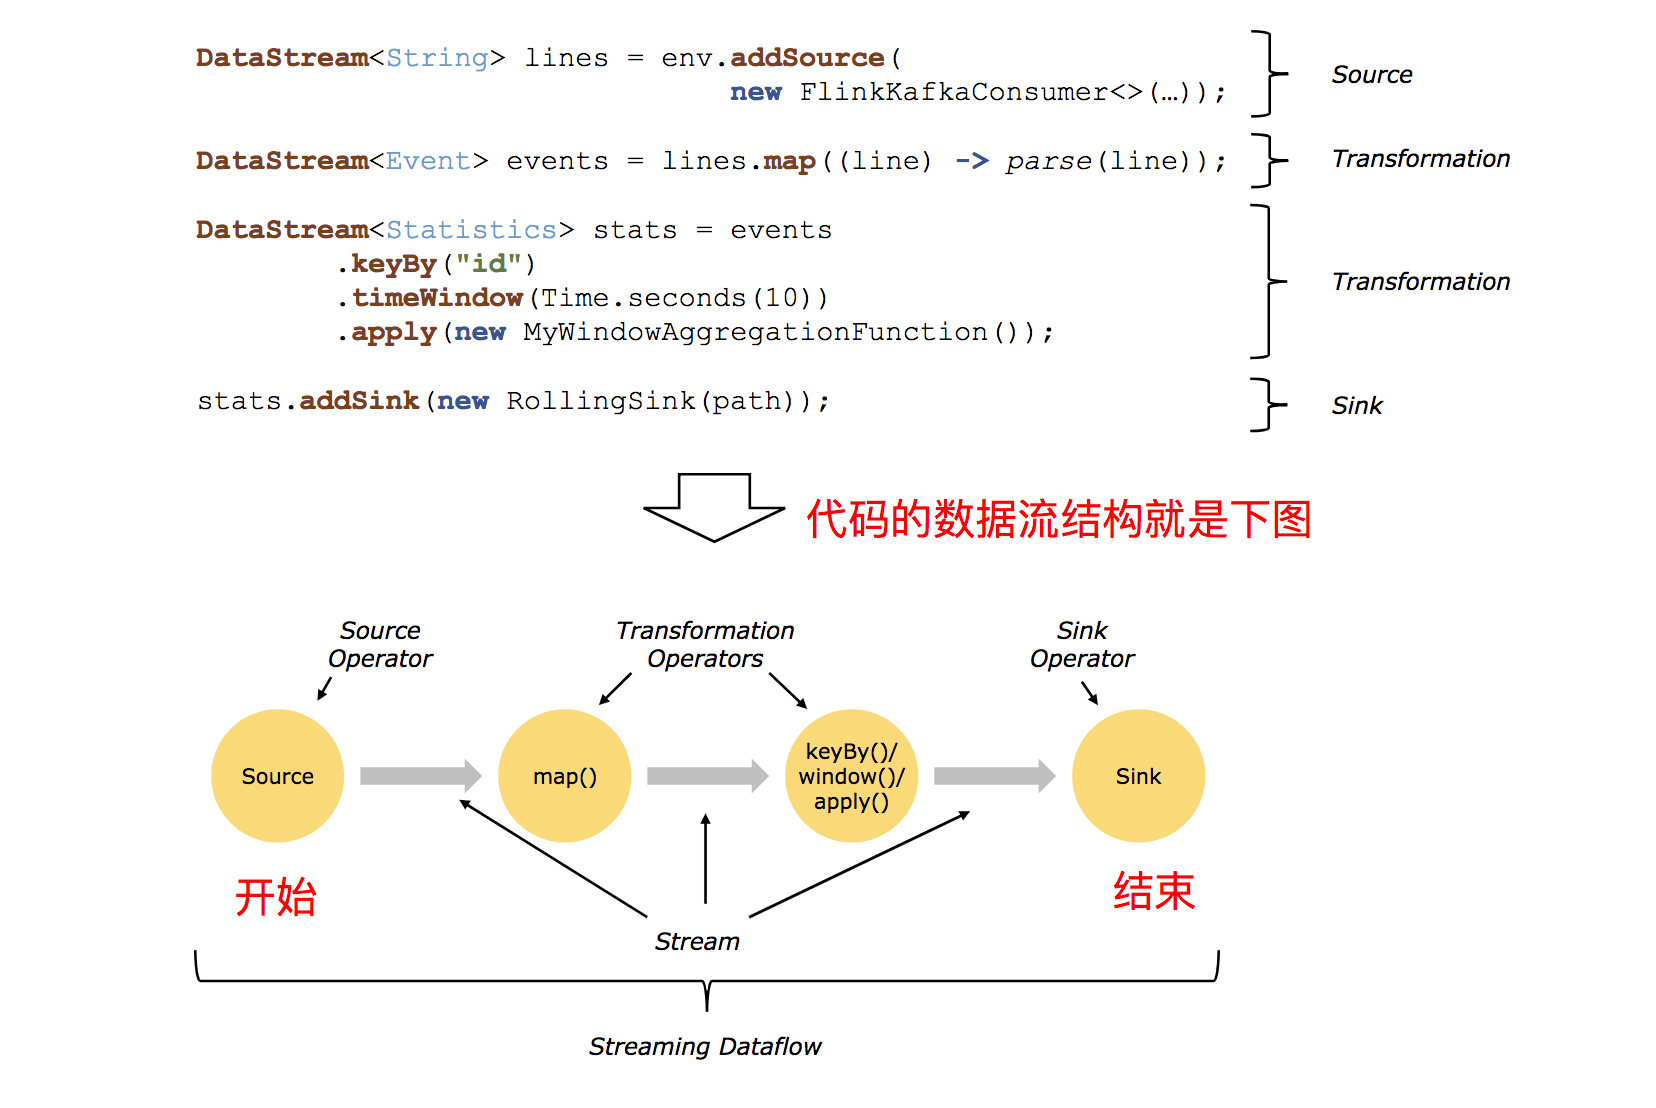 DataStream<String> lines = env.addSource(
new FlinkKafkaConsumer<>(…));
Source
DataStream<Event> events = lines.map((line) -> parse(line));
Transformation
DataStream<Statistics> stats = events
.keyBy("id")
.timeWindow(Time.seconds(10))
.apply(new MyWindowAggregationFunction());
Transformation
stats.addSink(new RollingSink(path));
Sink
代码的数据流结构就是下图
Source
Operator
Transformation
Operators
Sink
Operator
Source
map()
keyBy()/
window()/
apply()
Sink
开始
结束
Stream
Streaming Dataflow